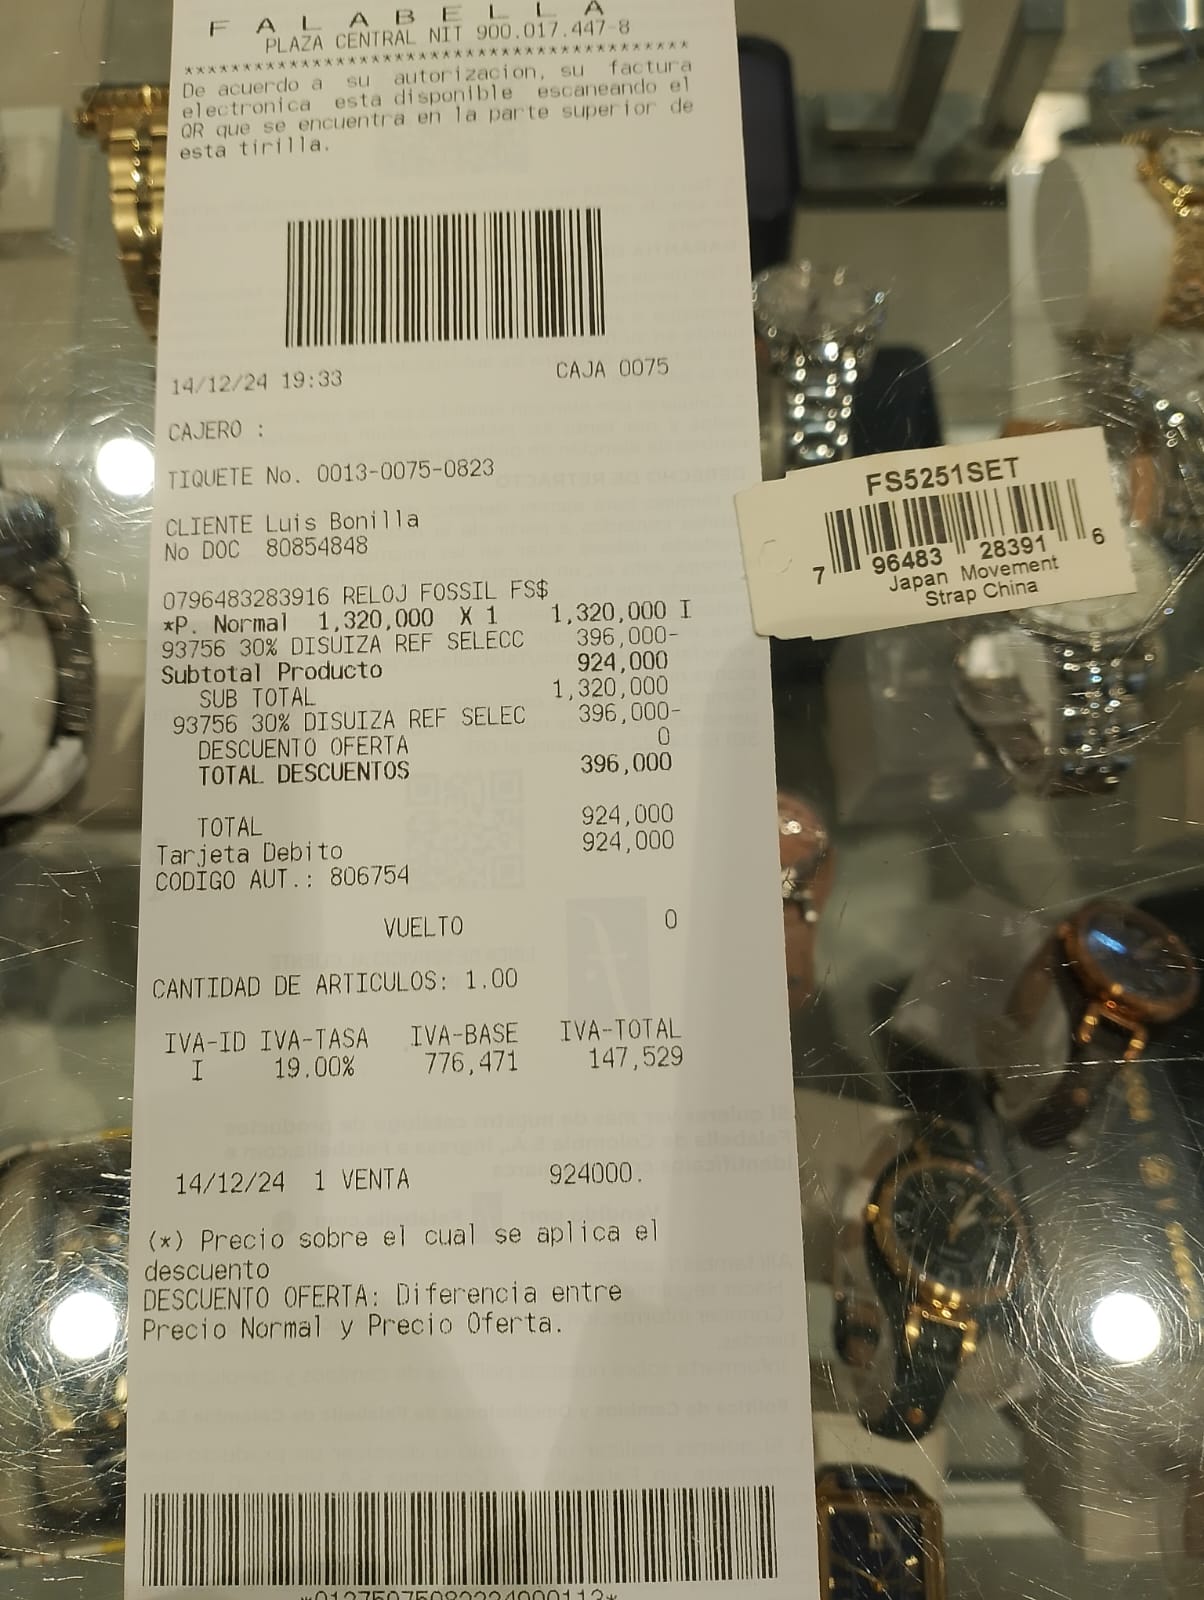 FALABELLA
PLAZA CENTRAL NIT 900.017.447-8
********************************************
De acuerdo a su autorizacion, su factura
electronica esta disponible escaneando el
QR que se encuentra en la parte superior de
esta tirilla.
14/12/24 19:33 CAJA 0075
CAJERO :
TIQUETE No. 0013-0075-0823
CLIENTE Luis Bonilla
No DOC 80854848
0796483283916 RELOJ FOSSIL FS$
*P. Normal 1,320,000 X 1 1,320,000 I
93756 30% DISUIZA REF SELECC 396,000-
Subtotal Producto 924,000
SUB TOTAL 1,320,000
93756 30% DISUIZA REF SELEC 396,000-
DESCUENTO OFERTA 0
TOTAL DESCUENTOS 396,000
TOTAL 924,000
Tarjeta Debito 924,000
CODIGO AUT.: 806754
VUELTO 0
CANTIDAD DE ARTICULOS: 1.00
IVA-ID IVA-TASA IVA-BASE IVA-TOTAL
I 19.00% 776,471 147,529
14/12/24 1 VENTA 924000.
(*) Precio sobre el cual se aplica el
descuento
DESCUENTO OFERTA: Diferencia entre
Precio Normal y Precio Oferta.
FS5251SET
7 96483 28391 6
Japan Movement
Strap China